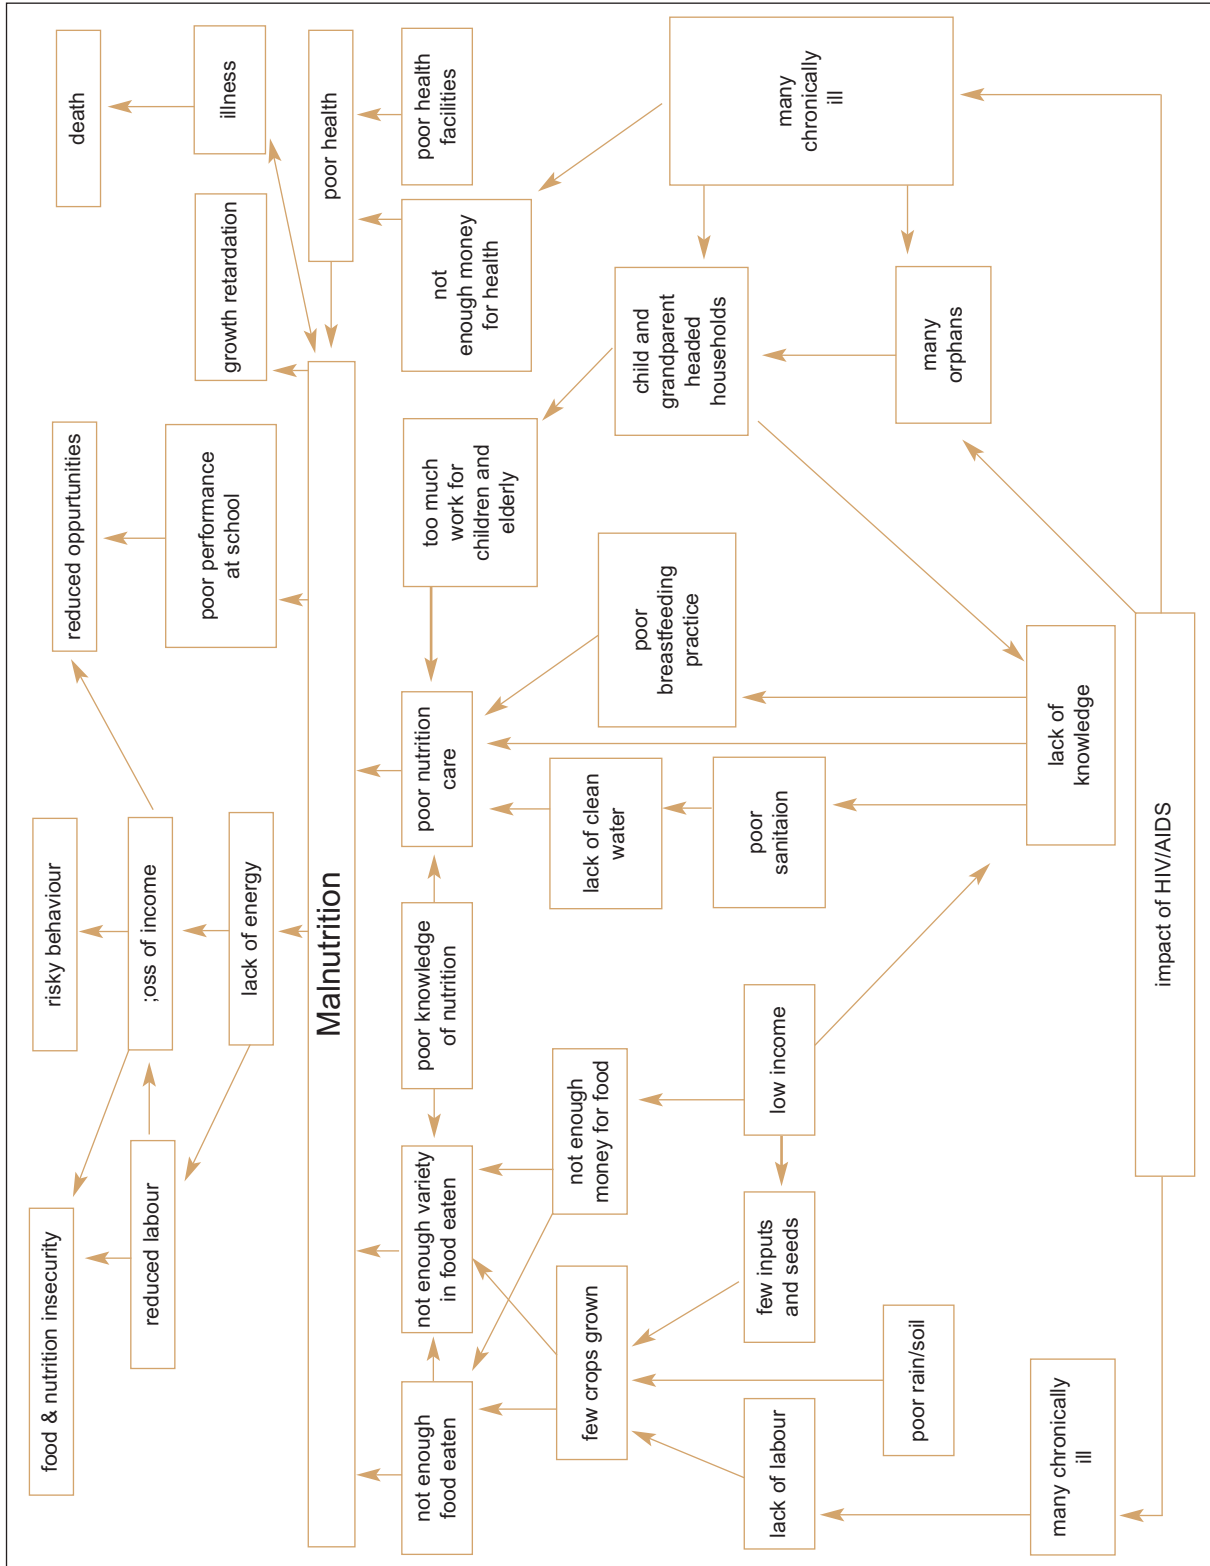 food & nutrition insecurity
risky behaviour
reduced oppurtunities
death
reduced labour
;oss of income
poor performance
at school
growth retardation
illness
lack of energy
Malnutrition
poor health
not enough
food eaten
not enough variety
in food eaten
poor knowledge
of nutrition
poor nutrition
care
too much
work for
children and
elderly
not
enough money
for health
poor health
facilities
few crops grown
not enough
money for food
lack of clean
water
poor
breastfeeding
practice
child and
grandparent
headed
households
many
chronically
ill
lack of labour
few inputs
and seeds
low income
poor
sanitaion
poor rain/soil
many
orphans
many chronically
ill
lack of
knowledge
impact of HIV/AIDS